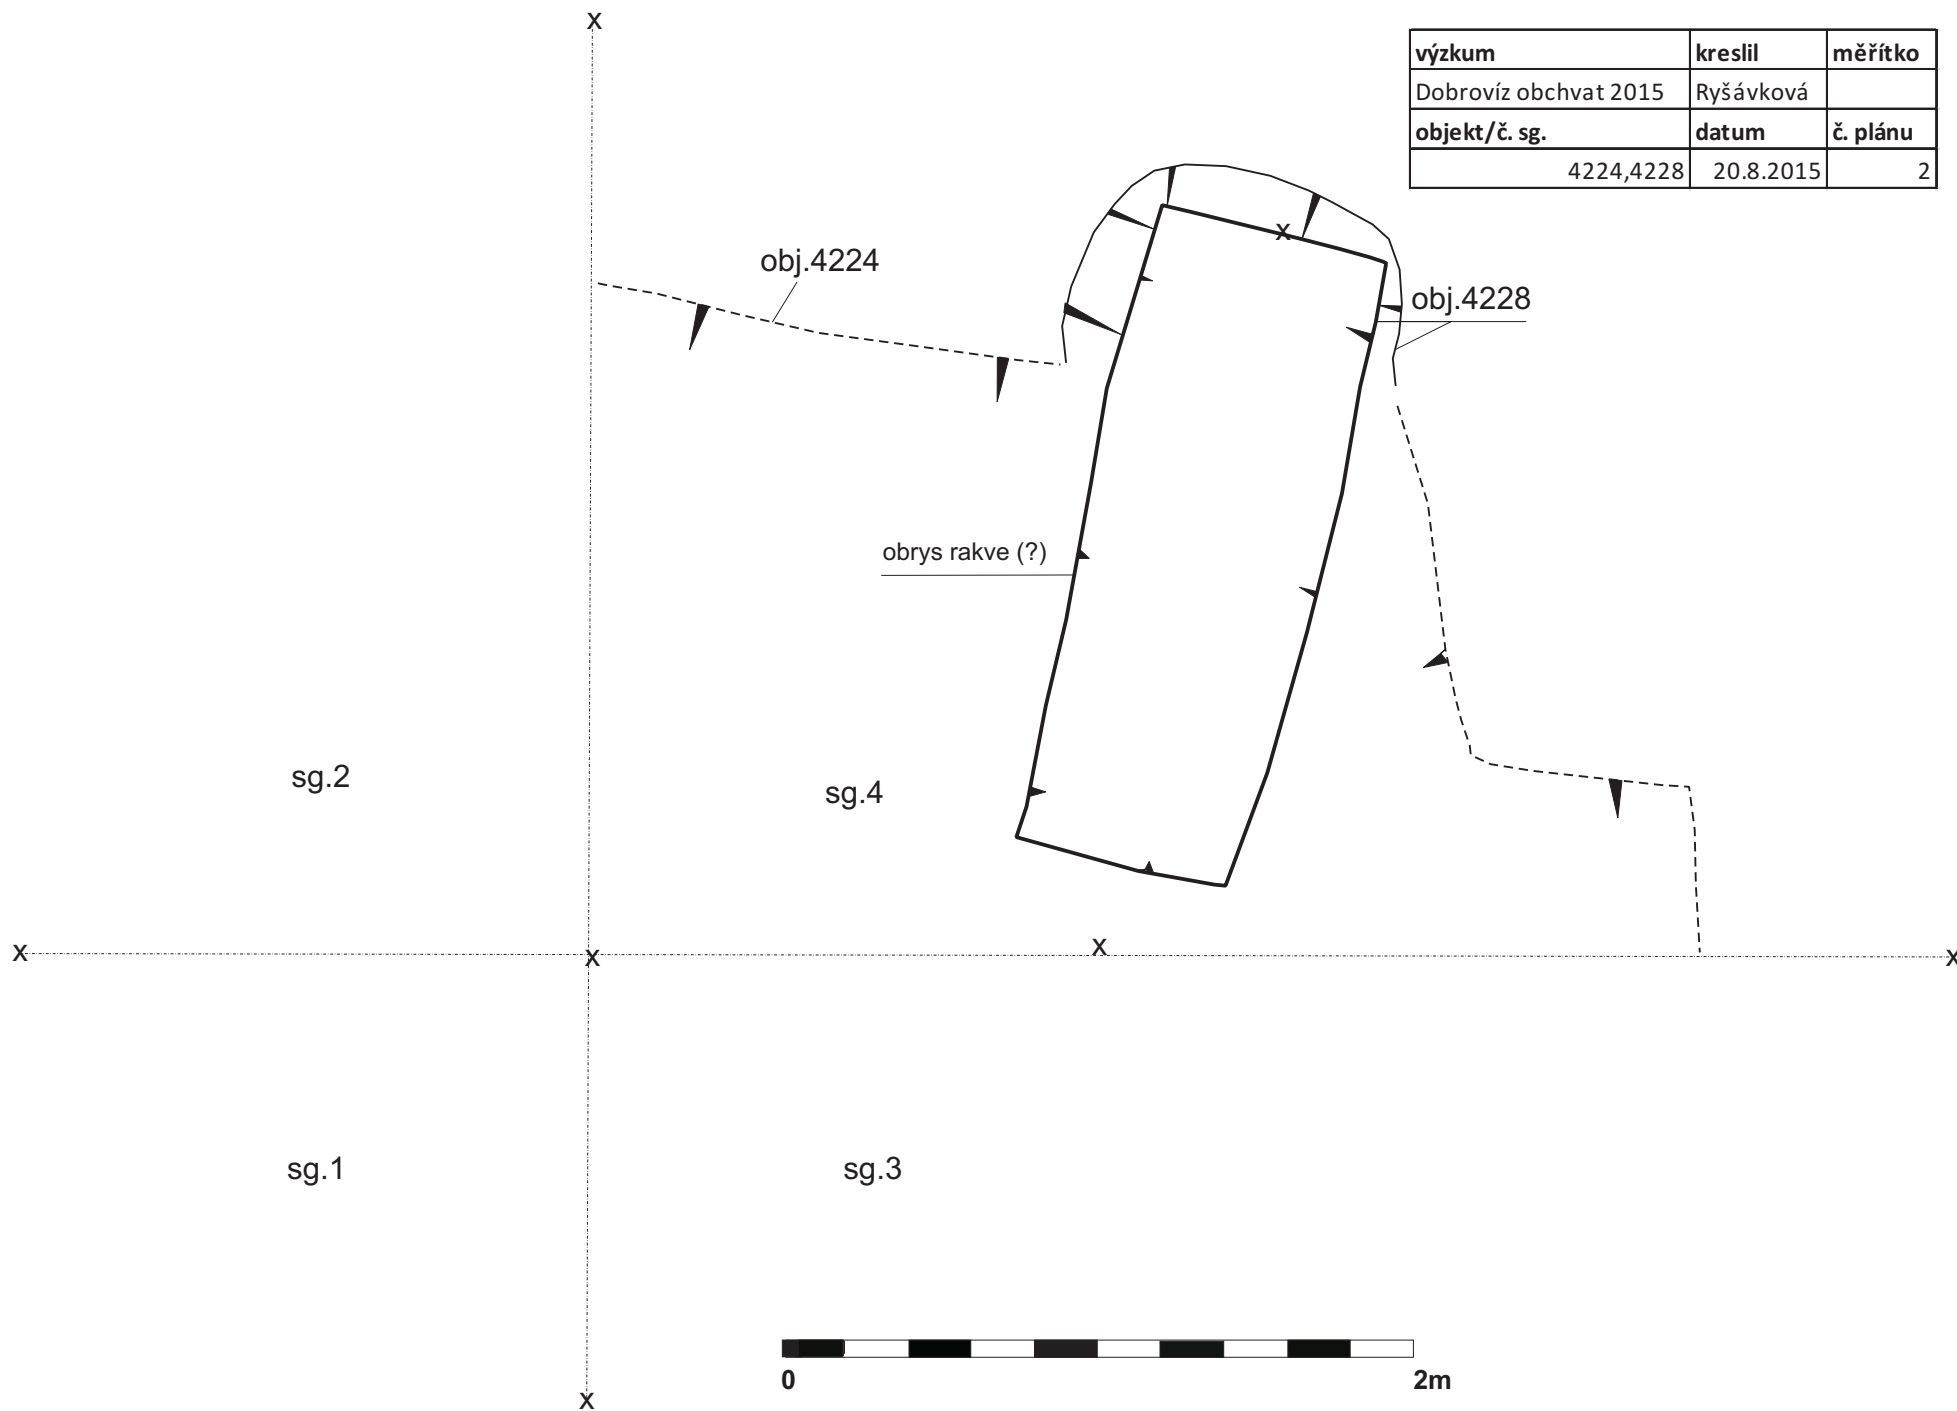 x
výzkum kreslil měřítko
Dobrovíz obchvat 2015 Ryšávková
objekt/č. sg. datum č. plánu
4224,4228 20.8.2015 2
x
obj.4224
obj.4228
obrys rakve (?)
sg.2
sg.4
x x x x
sg.1
sg.3
0 2m
x